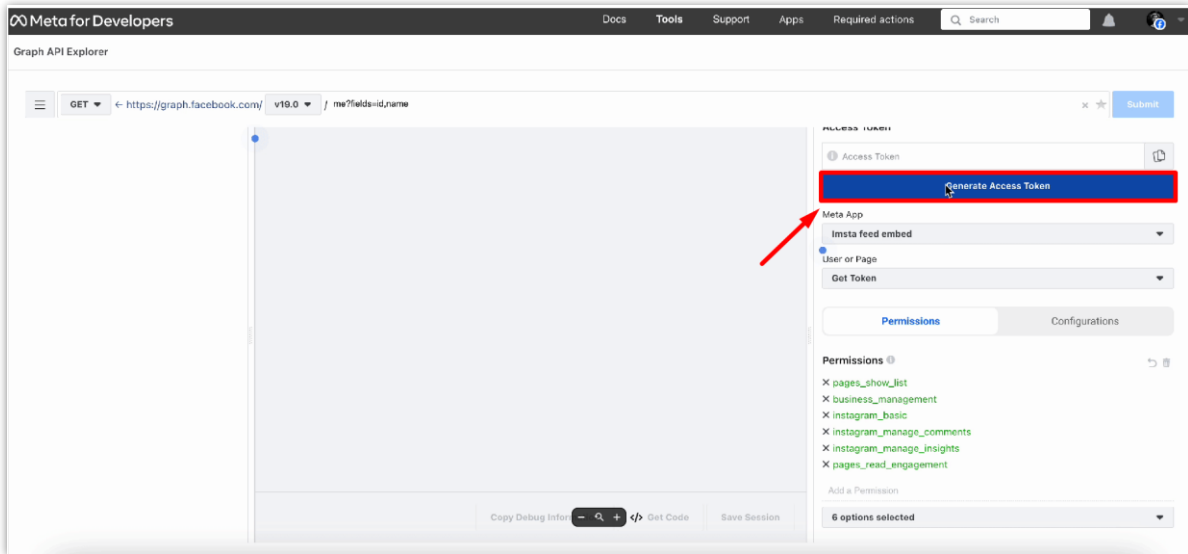 Meta for Developers
Docs Tools Support Apps Required actions Search
Graph API Explorer
GET ← https://graph.facebook.com/ v19.0 / me?fields=id,name Submit
Access Token
Access Token
Generate Access Token
Meta App
Imsta feed embed
User or Page
Get Token
Permissions Configurations
Permissions
pages_show_list
business_management
instagram_basic
instagram_manage_comments
instagram_manage_insights
pages_read_engagement
Add a Permission
6 options selected
Copy Debug Infor </> Get Code Save Session